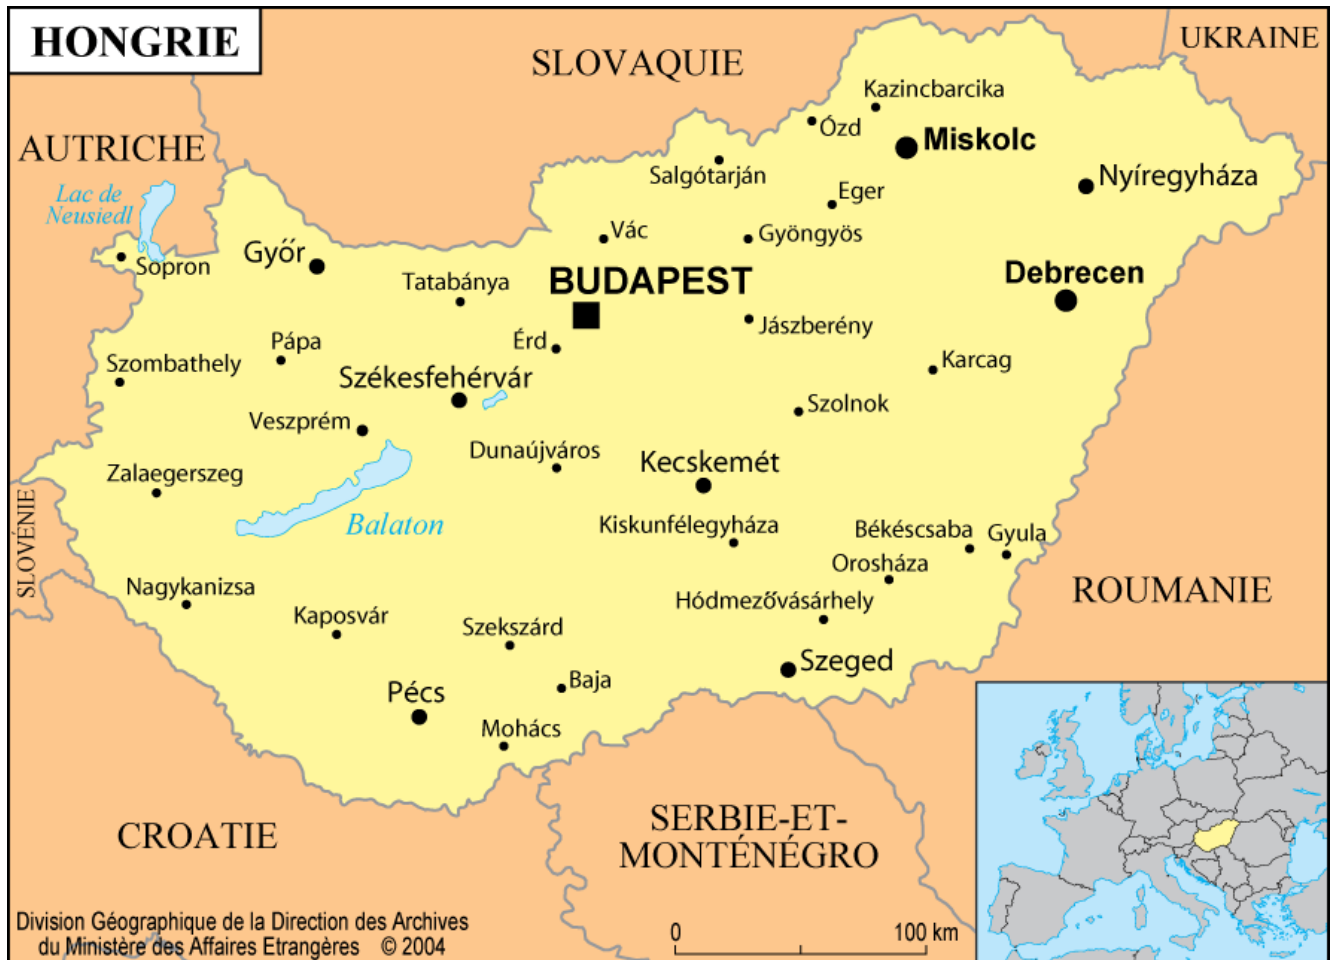 HONGRIE
SLOVAQUIE
UKRAINE
AUTRICHE
Kazincbarcika
Ózd
Miskolc
Salgótarján
Nyíregyháza
Lac de
Neusiedl
Eger
Vác
Gyöngyös
Győr
Sopron
Tatabánya
BUDAPEST
Debrecen
Jászberény
Érd
Pápa
Szombathely
Székesfehérvár
Karcag
Szolnok
Veszprém
Dunaújváros
Kecskemét
Zalaegerszeg
Balaton
Kiskunfélegyháza
Békéscsaba
Gyula
SLOVÉNIE
Orosháza
ROUMANIE
Nagykanizsa
Hódmezővásárhely
Kaposvár
Szekszárd
Szeged
Baja
Pécs
Mohács
CROATIE
SERBIE-ET-
MONTÉNÉGRO
Division Géographique de la Direction des Archives
du Ministère des Affaires Etrangères © 2004
0 100 km